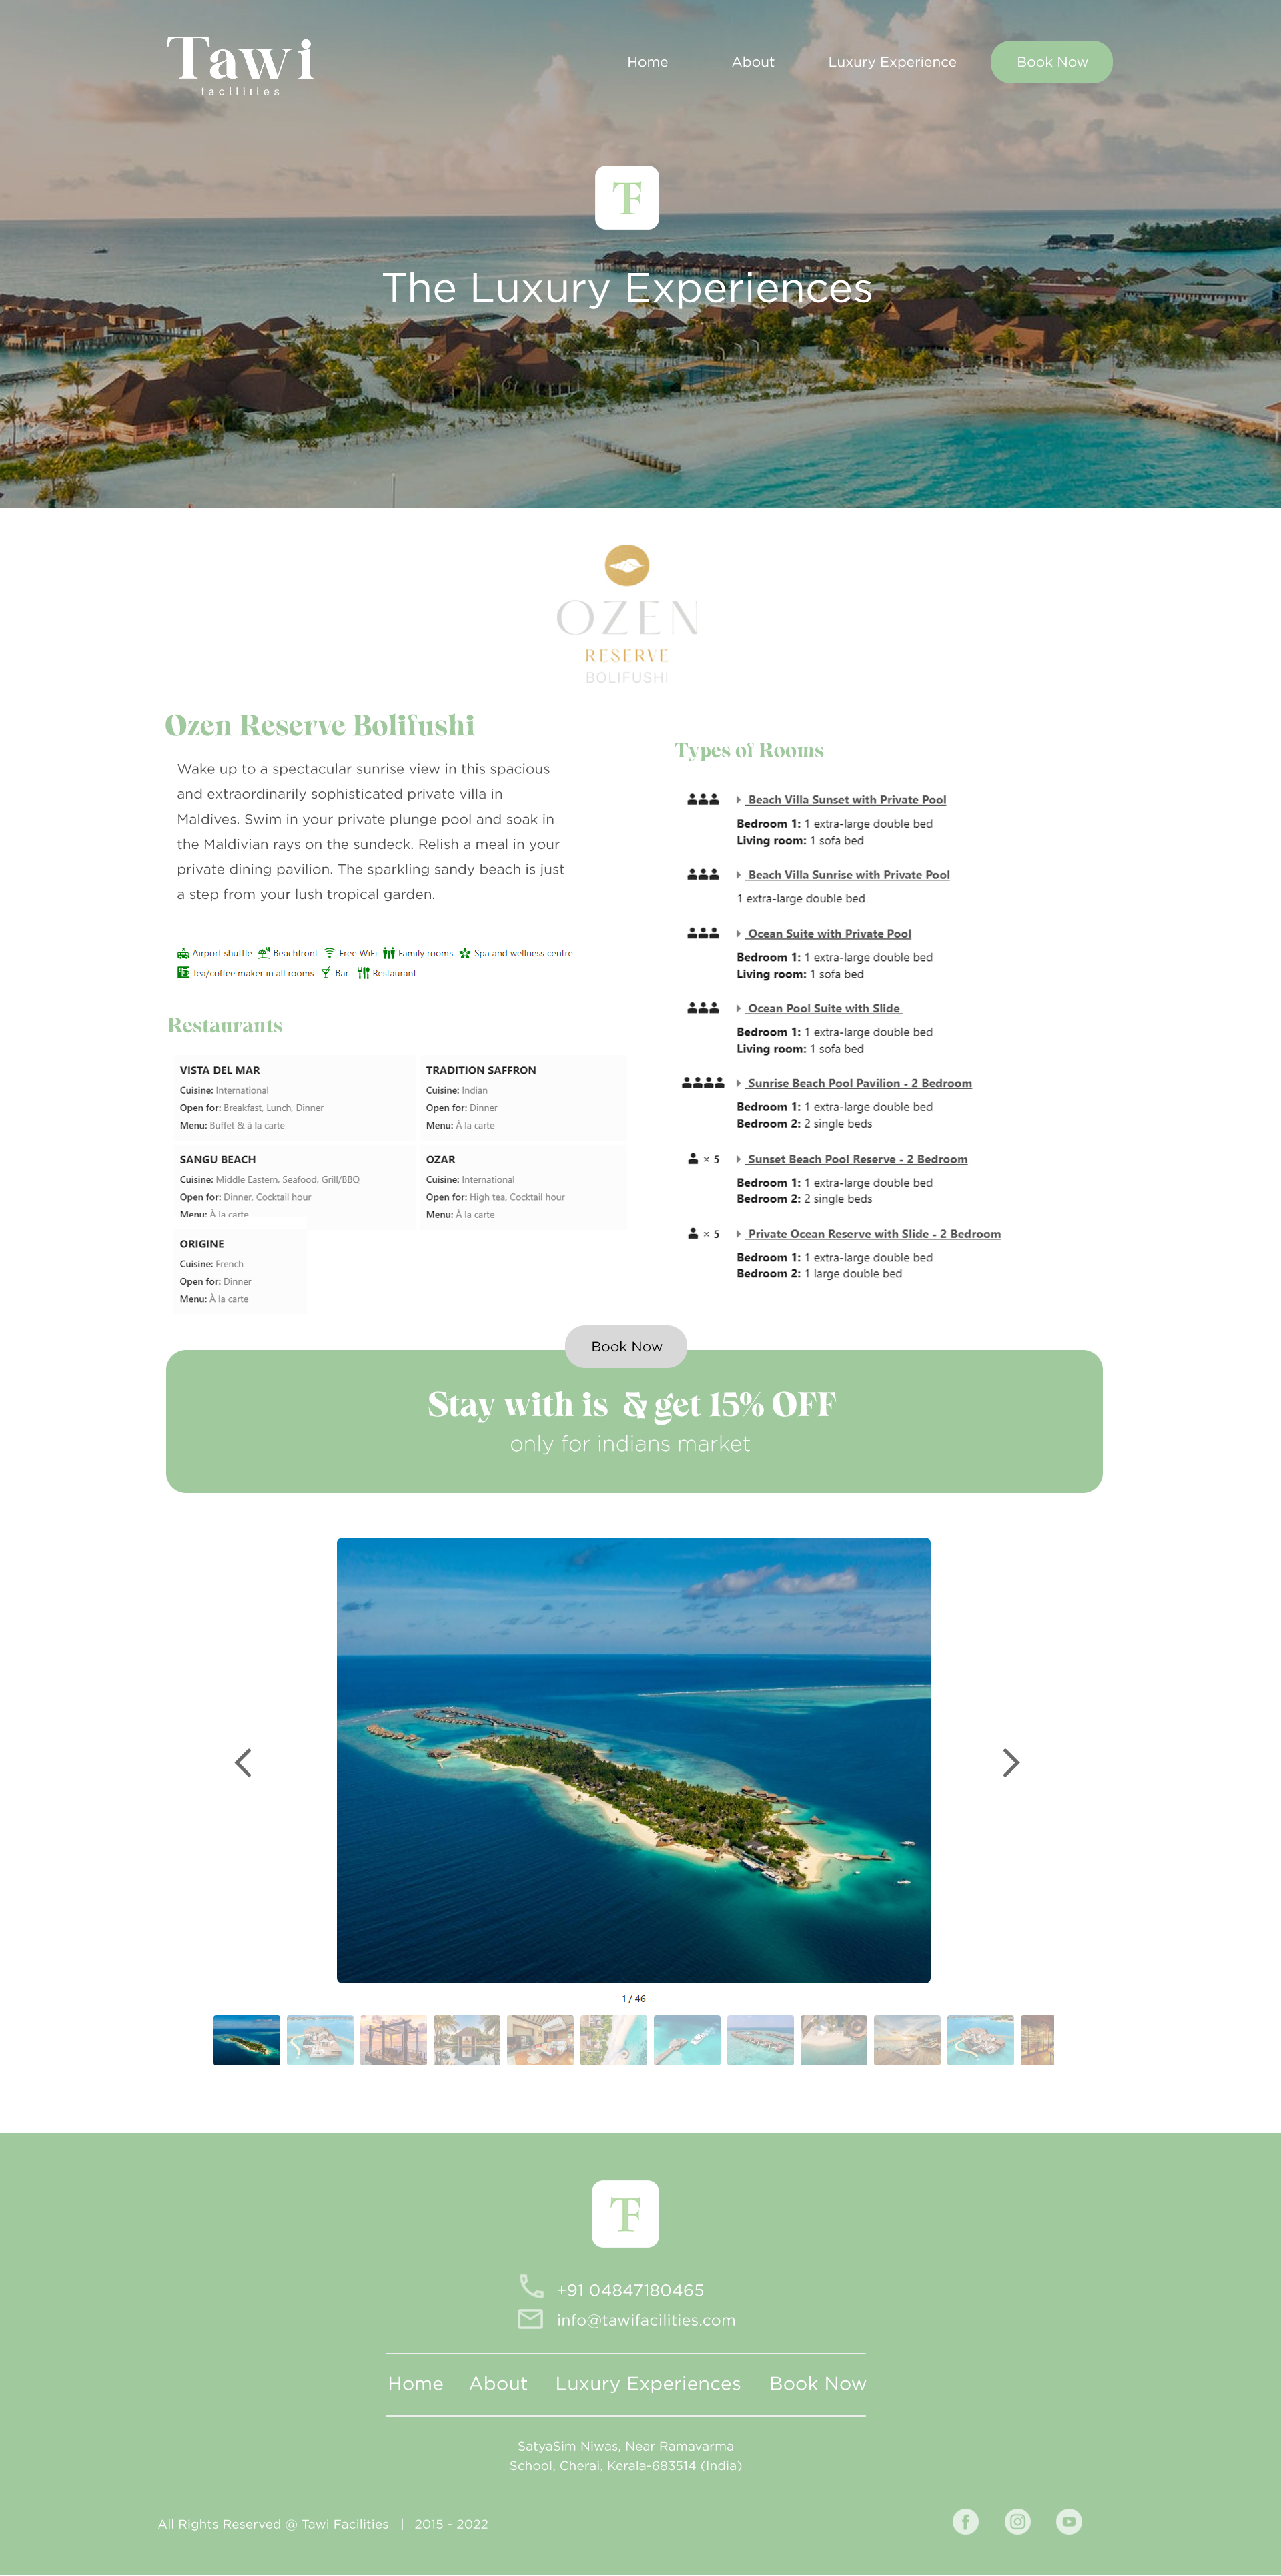 Tawi
facilities
Home About Luxury Experience Book Now
TF
The Luxury Experiences
OZEN
RESERVE
BOLIFUSHI
Ozen Reserve Bolifushi
Wake up to a spectacular sunrise view in this spacious
and extraordinarily sophisticated private villa in
Maldives. Swim in your private plunge pool and soak in
the Maldivian rays on the sundeck. Relish a meal in your
private dining pavilion. The sparkling sandy beach is just
a step from your lush tropical garden.
Airport shuttle Beachfront Free WiFi Family rooms Spa and wellness centre
Tea/coffee maker in all rooms Bar Restaurant
Restaurants
VISTA DEL MAR
Cuisine: International
Open for: Breakfast, Lunch, Dinner
Menu: Buffet & à la carte
TRADITION SAFFRON
Cuisine: Indian
Open for: Dinner
Menu: À la carte
SANGU BEACH
Cuisine: Middle Eastern, Seafood, Grill/BBQ
Open for: Dinner, Cocktail hour
Menu: À la carte
OZAR
Cuisine: International
Open for: High tea, Cocktail hour
Menu: À la carte
ORIGINE
Cuisine: French
Open for: Dinner
Menu: À la carte
Types of Rooms
Beach Villa Sunset with Private Pool
Bedroom 1: 1 extra-large double bed
Living room: 1 sofa bed
Beach Villa Sunrise with Private Pool
1 extra-large double bed
Ocean Suite with Private Pool
Bedroom 1: 1 extra-large double bed
Living room: 1 sofa bed
Ocean Pool Suite with Slide
Bedroom 1: 1 extra-large double bed
Living room: 1 sofa bed
Sunrise Beach Pool Pavilion - 2 Bedroom
Bedroom 1: 1 extra-large double bed
Bedroom 2: 2 single beds
× 5 Sunset Beach Pool Reserve - 2 Bedroom
Bedroom 1: 1 extra-large double bed
Bedroom 2: 2 single beds
× 5 Private Ocean Reserve with Slide - 2 Bedroom
Bedroom 1: 1 extra-large double bed
Bedroom 2: 1 large double bed
Book Now
Stay with is & get 15% OFF
only for indians market
1 / 46
TF
+91 04847180465
info@tawifacilities.com
Home About Luxury Experiences Book Now
SatyaSim Niwas, Near Ramavarma
School, Cherai, Kerala-683514 (India)
All Rights Reserved @ Tawi Facilities | 2015 - 2022